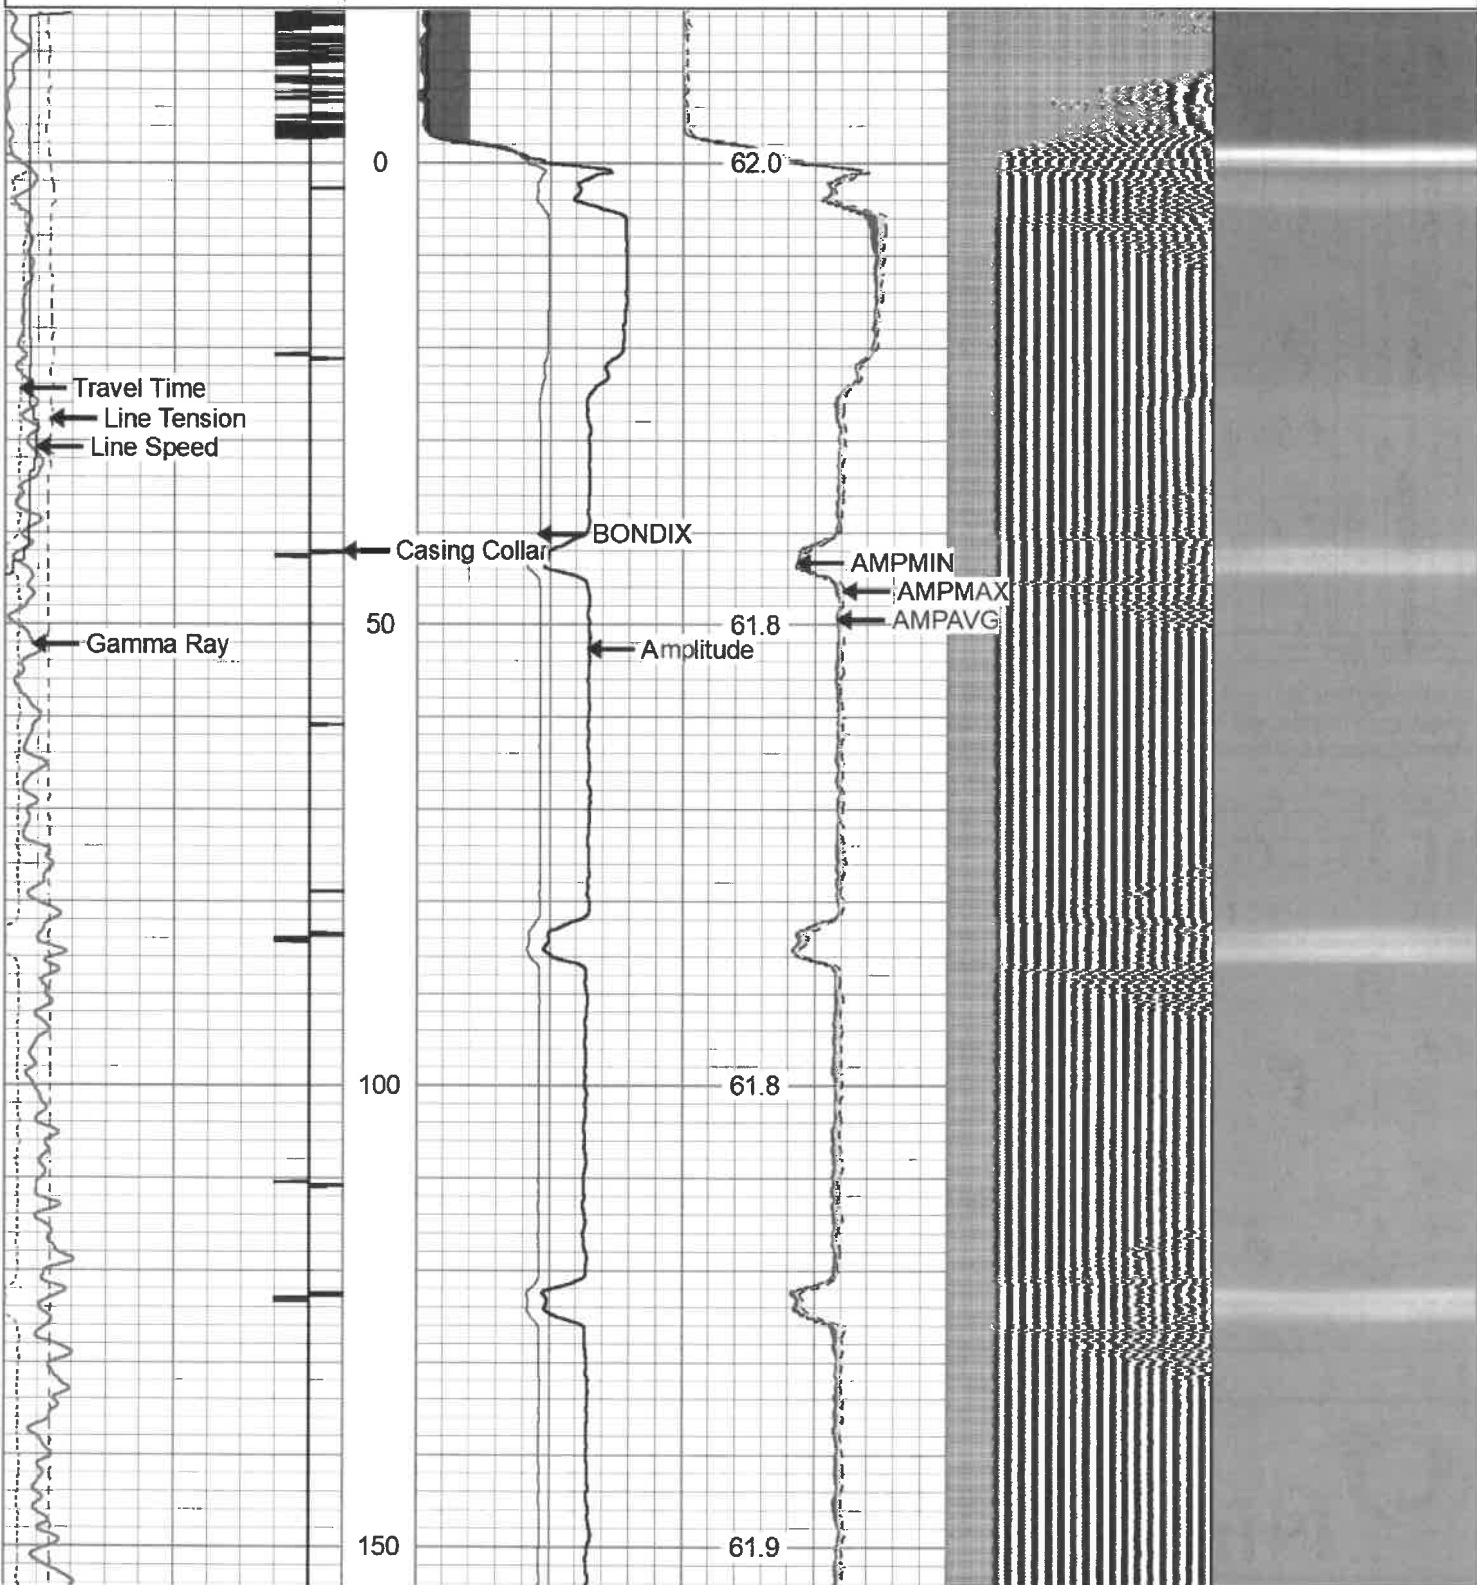 0
62.0
Travel Time
Line Tension
Line Speed
BONDIX
Casing Collar
AMPMIN
AMPMAX
50
61.8
AMPAVG
Gamma Ray
Amplitude
100
61.8
150
61.9